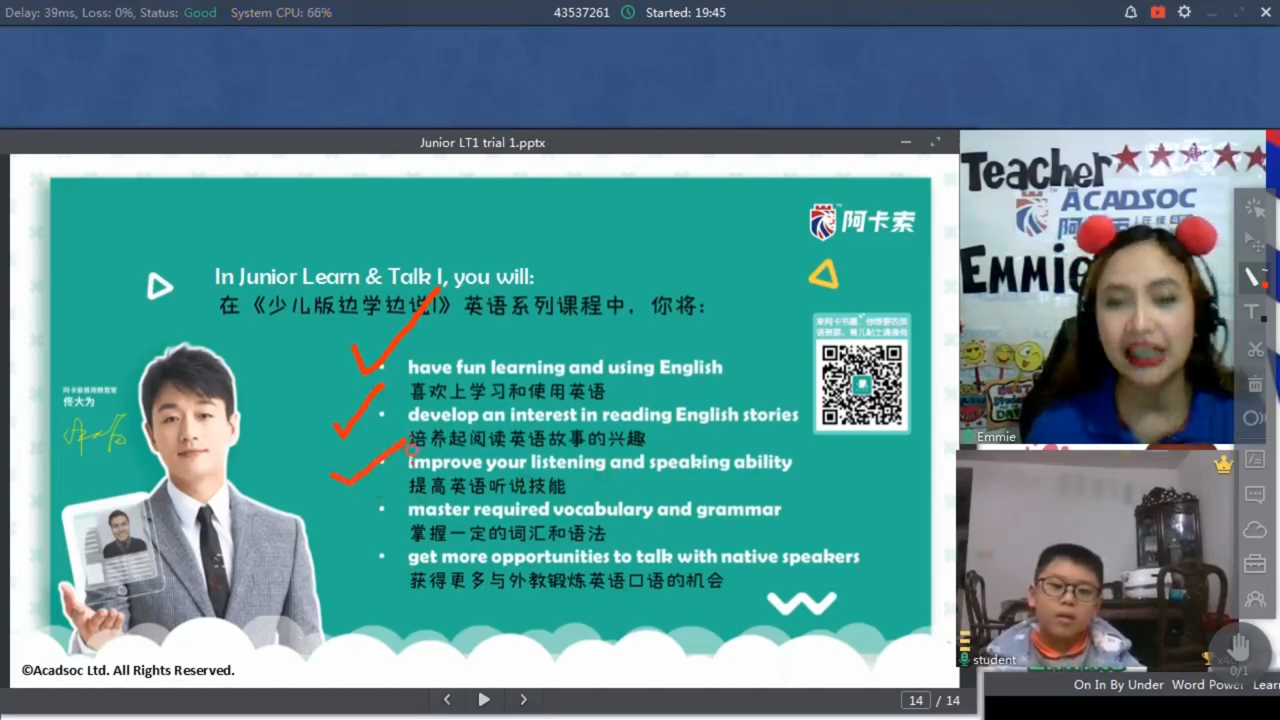 Delay: 39ms, Loss: 0%, Status: Good System CPU: 66%
43537261 Started: 19:45
Junior LT1 trial 1.pptx
阿卡索
In Junior Learn & Talk I, you will:
在《少儿版边学边说I》英语系列课程中，你将：
• have fun learning and using English
喜欢上学习和使用英语
• develop an interest in reading English stories
培养起阅读英语故事的兴趣
• improve your listening and speaking ability
提高英语听说技能
• master required vocabulary and grammar
掌握一定的词汇和语法
• get more opportunities to talk with native speakers
获得更多与外教锻炼英语口语的机会
佟大为
©Acadsoc Ltd. All Rights Reserved.
14 / 14
Teacher
ACADSOC
EMMIE
Emmie
student
0/1
On In By Under Word Power Lear